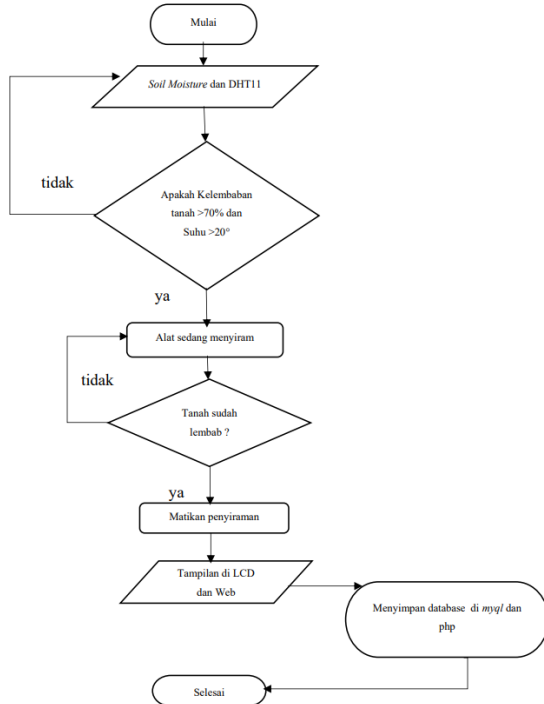 Mulai
Soil Moisture dan DHT11
tidak
Apakah Kelembaban
tanah >70% dan
Suhu >20°
ya
Alat sedang menyiram
tidak
Tanah sudah
lembab ?
ya
Matikan penyiraman
Tampilan di LCD
dan Web
Menyimpan database di myql dan
php
Selesai